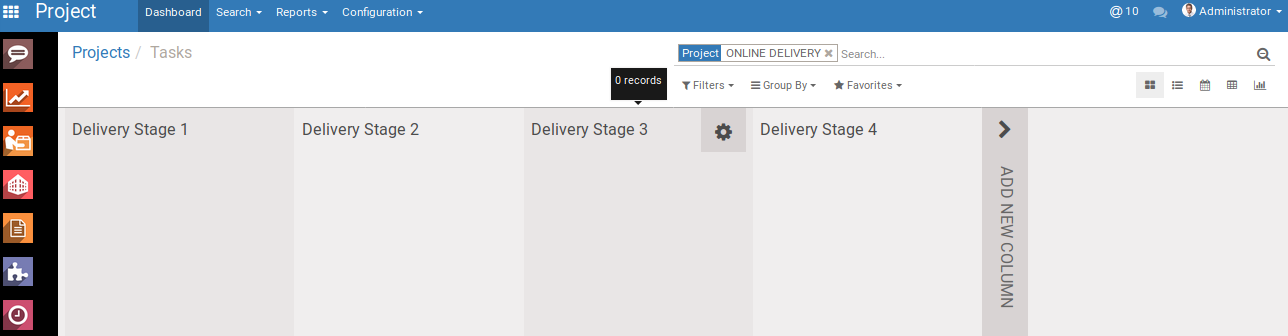 Project Dashboard Search Reports Configuration @ 10 Administrator
Projects / Tasks
Project ONLINE DELIVERY Search...
0 records
Filters Group By Favorites
Delivery Stage 1
Delivery Stage 2
Delivery Stage 3
Delivery Stage 4
ADD NEW COLUMN